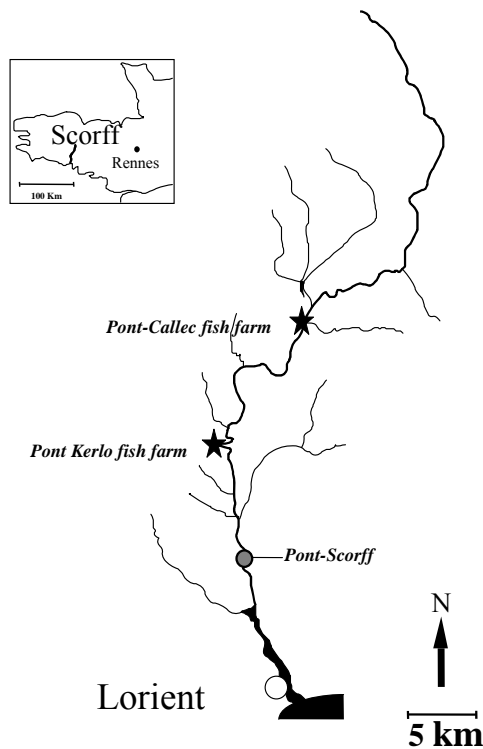 Scorff
Rennes
100 Km
Pont-Callec fish farm
Pont Kerlo fish farm
Pont-Scorff
N
Lorient
5 km